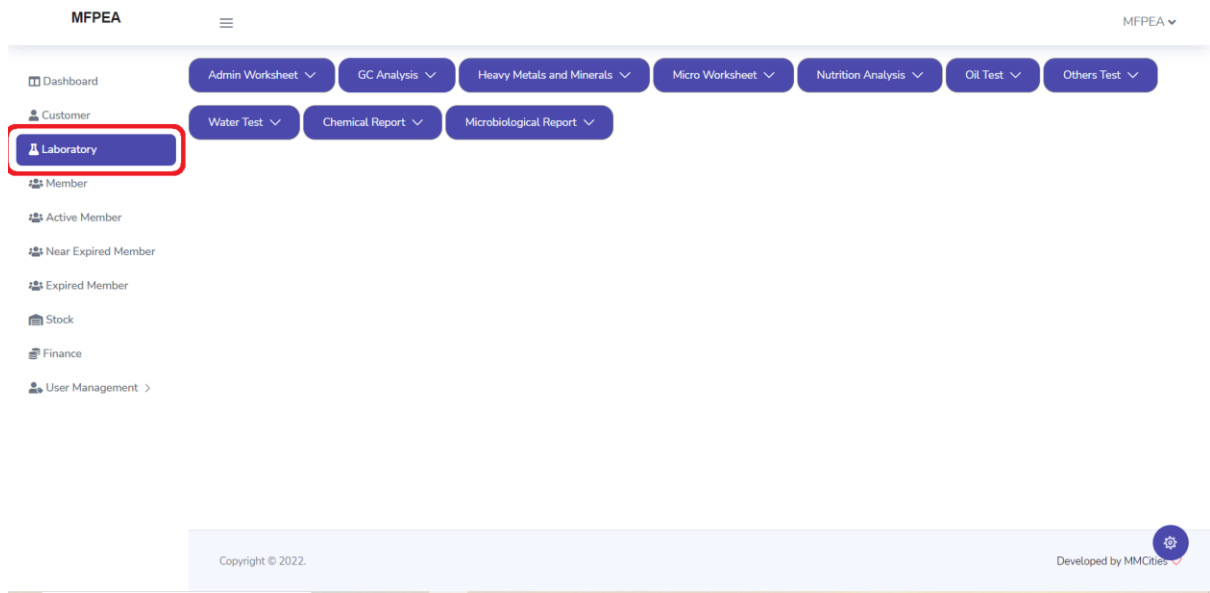 MFPEA
MFPEA
Dashboard
Customer
Laboratory
Member
Active Member
Near Expired Member
Expired Member
Stock
Finance
User Management
Admin Worksheet
GC Analysis
Heavy Metals and Minerals
Micro Worksheet
Nutrition Analysis
Oil Test
Others Test
Water Test
Chemical Report
Microbiological Report
Copyright © 2022.
Developed by MMCities